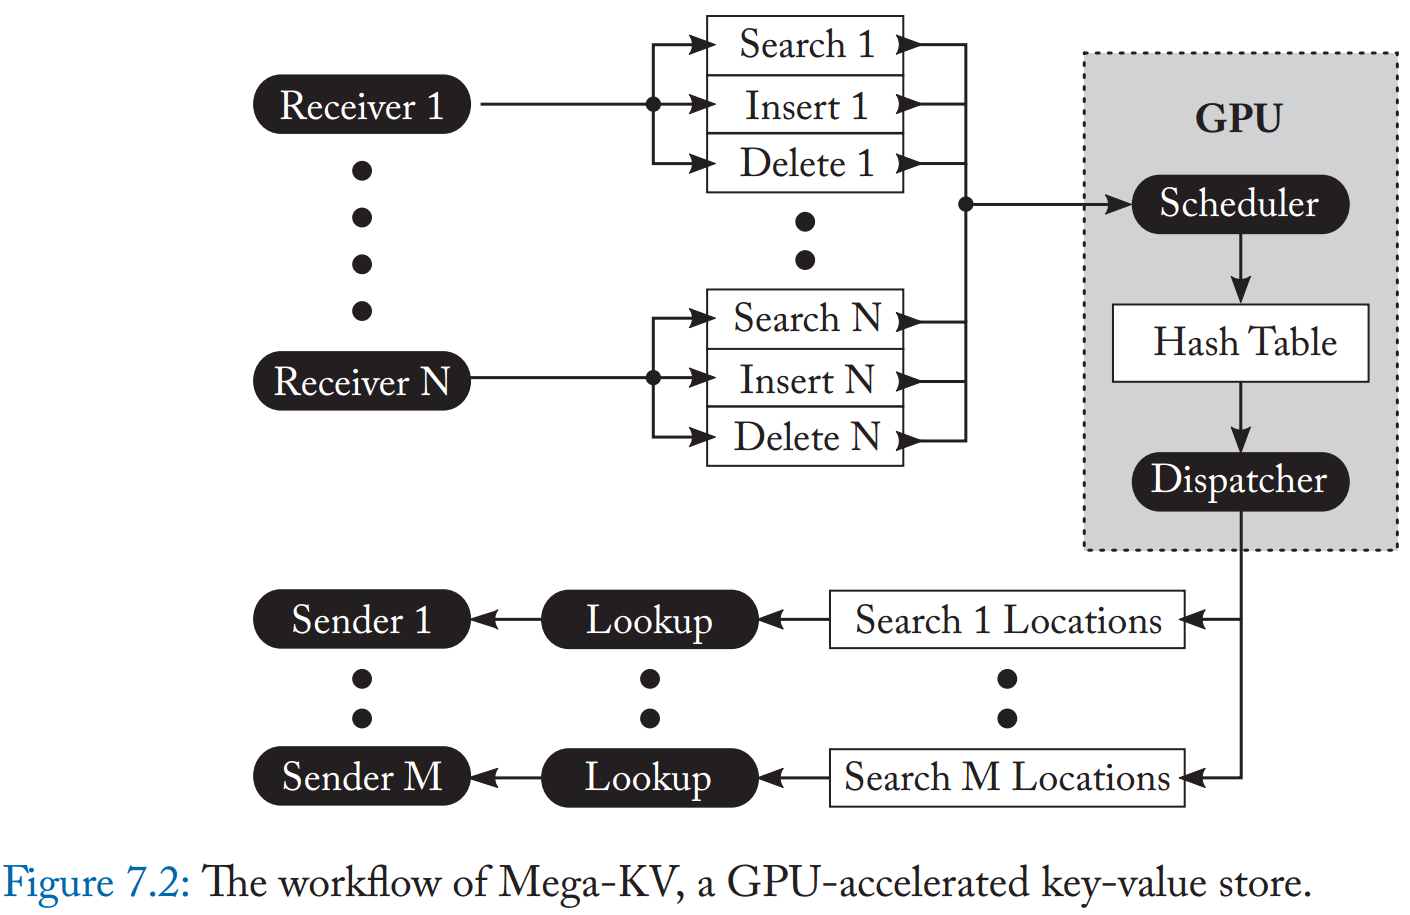 Receiver 1
Search 1
Insert 1
Delete 1
Receiver N
Search N
Insert N
Delete N
GPU
Scheduler
Hash Table
Dispatcher
Sender 1
Lookup
Search 1 Locations
Sender M
Lookup
Search M Locations
Figure 7.2: The workflow of Mega-KV, a GPU-accelerated key-value store.